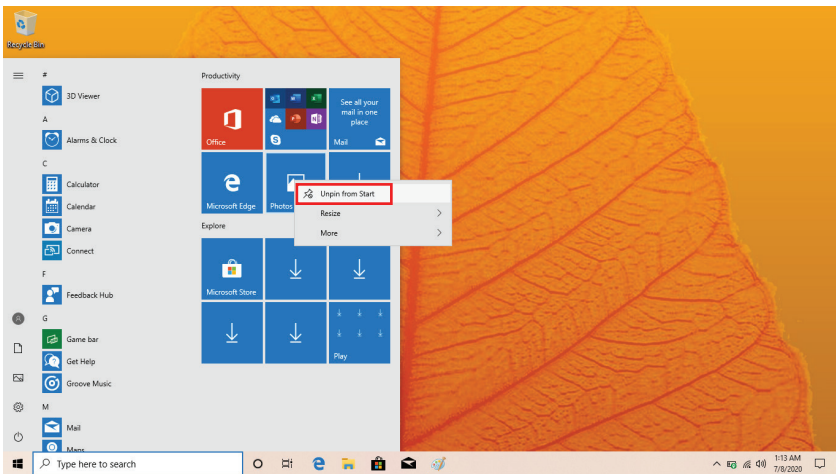 Recycle Bin
#
3D Viewer
A
Alarms & Clock
C
Calculator
Calendar
Camera
Connect
F
Feedback Hub
G
Game bar
Get Help
Groove Music
M
Mail
Maps
Productivity
Office
See all your
mail in one
place
Mail
Microsoft Edge
Photos
Unpin from Start
Resize
More
Explore
Microsoft Store
Play
Type here to search
1:13 AM
7/8/2020